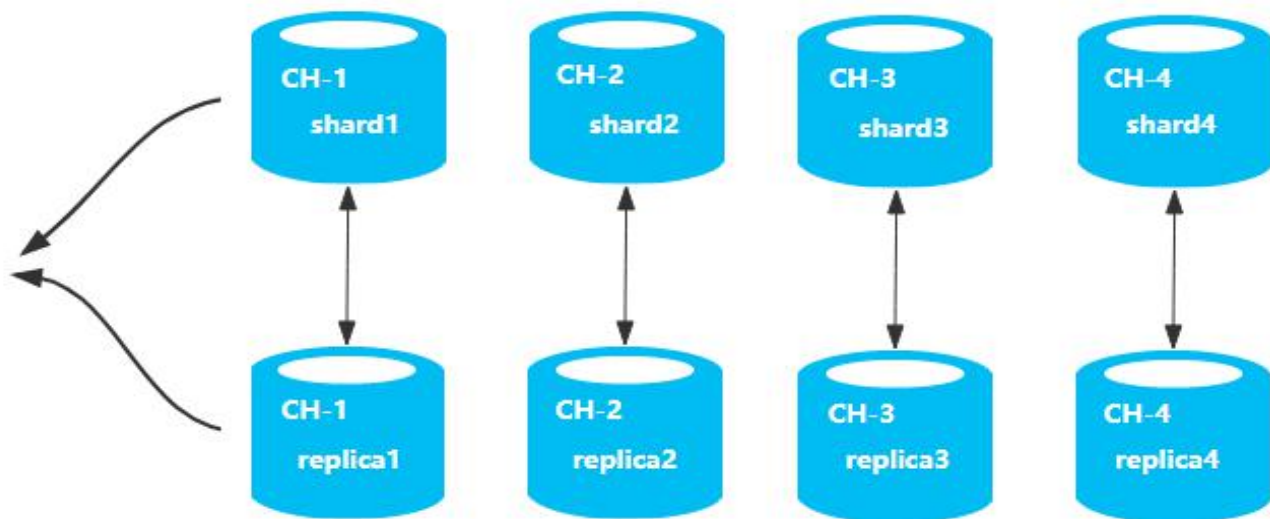 CH-1
shard1
CH-2
shard2
CH-3
shard3
CH-4
shard4
CH-1
replica1
CH-2
replica2
CH-3
replica3
CH-4
replica4